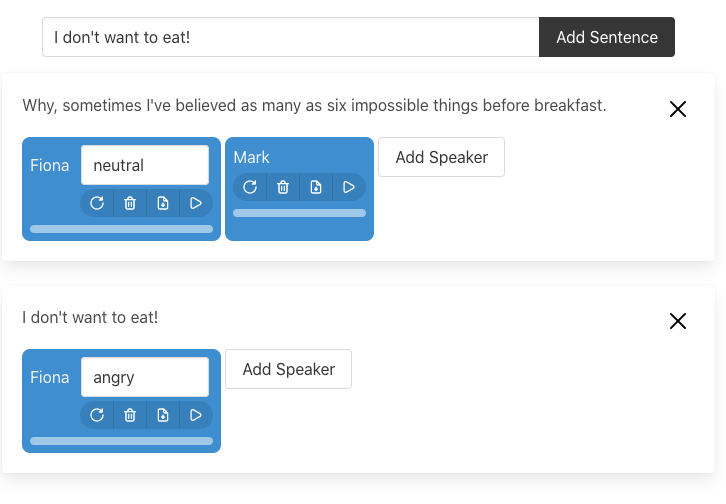 I don't want to eat! Add Sentence
Why, sometimes I've believed as many as six impossible things before breakfast.
Fiona neutral Mark Add Speaker
I don't want to eat!
Fiona angry Add Speaker